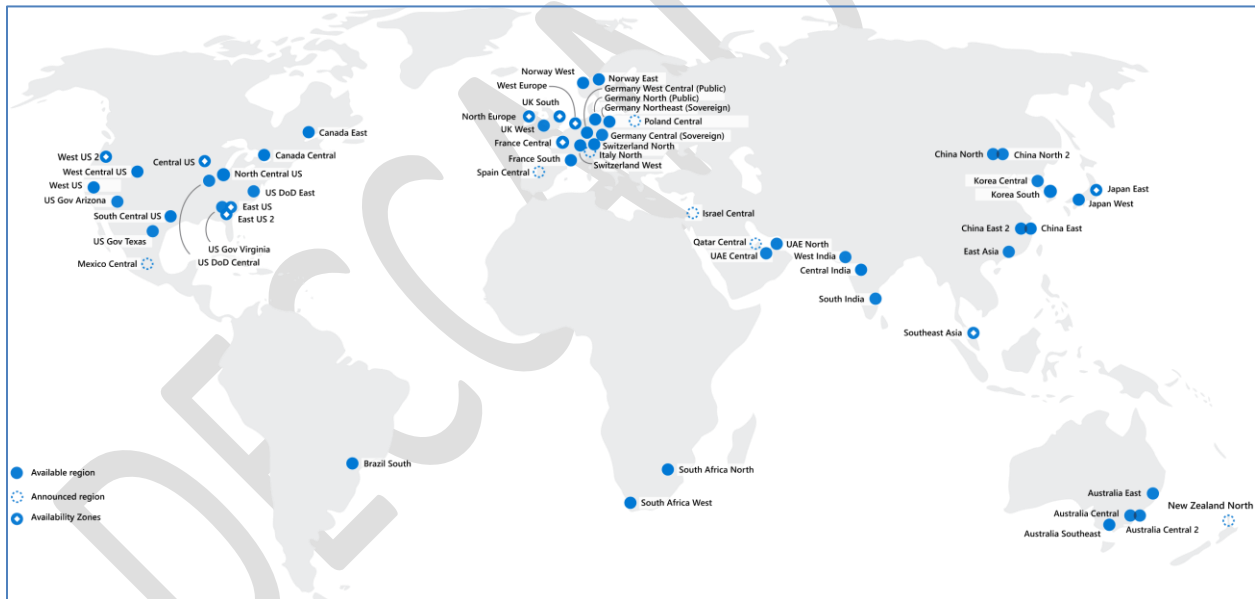 Norway West
Norway East
West Europe
Germany West Central (Public)
Germany North (Public)
UK South
Germany Northeast (Sovereign)
North Europe
Poland Central
UK West
Canada East
Germany Central (Sovereign)
France Central
Switzerland North
Italy North
France South
Switzerland West
Spain Central
West US 2
Central US
Canada Central
West Central US
North Central US
West US
US DoD East
US Gov Arizona
East US
South Central US
East US 2
US Gov Texas
US Gov Virginia
US DoD Central
Mexico Central
China North
China North 2
Korea Central
Japan East
Korea South
Japan West
Israel Central
China East 2
China East
Qatar Central
UAE North
UAE Central
West India
East Asia
Central India
South India
Southeast Asia
Brazil South
South Africa North
South Africa West
Available region
Announced region
Availability Zones
Australia East
New Zealand North
Australia Central
Australia Central 2
Australia Southeast